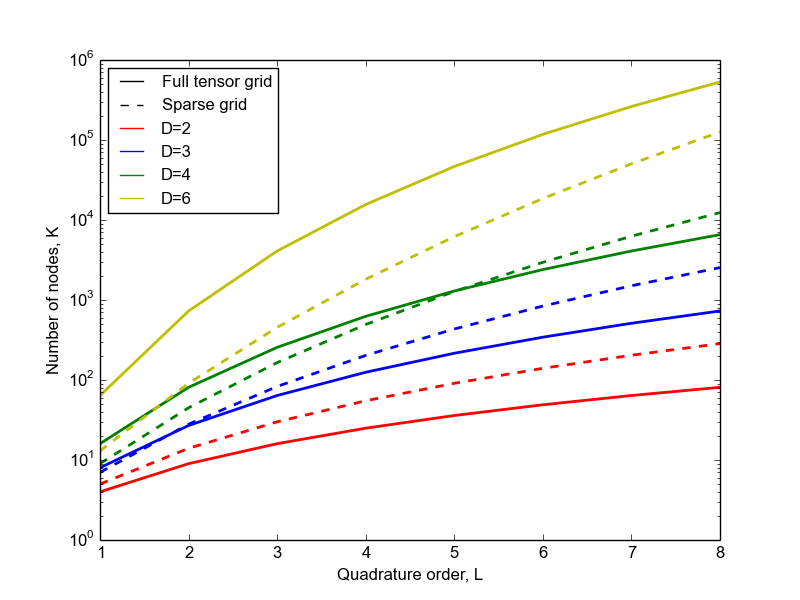 10^6
10^5
10^4
10^3
10^2
10^1
10^0
Number of nodes, K
Full tensor grid
Sparse grid
D=2
D=3
D=4
D=6
1 2 3 4 5 6 7 8
Quadrature order, L